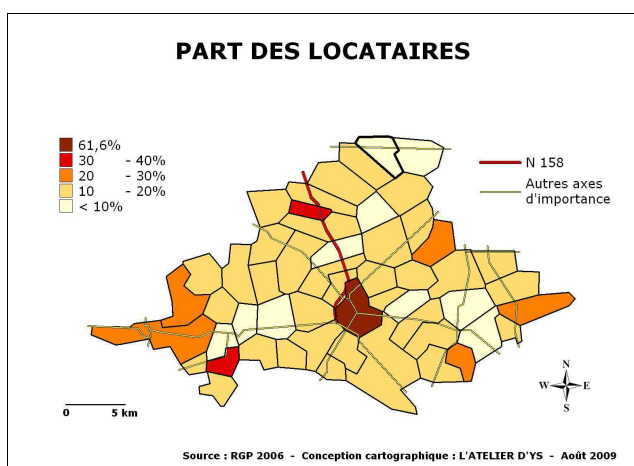 PART DES LOCATAIRES
61,6%
30 - 40%
20 - 30%
10 - 20%
< 10%
N 158
Autres axes
d'importance
0 5 km
N
W E
S
Source : RGP 2006 - Conception cartographique : L'ATELIER D'YS - Août 2009